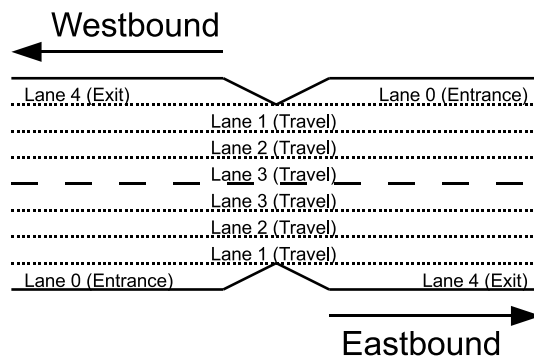 Westbound
Lane 4 (Exit) Lane 0 (Entrance)
Lane 1 (Travel)
Lane 2 (Travel)
Lane 3 (Travel)
Lane 3 (Travel)
Lane 2 (Travel)
Lane 1 (Travel)
Lane 0 (Entrance) Lane 4 (Exit)
Eastbound